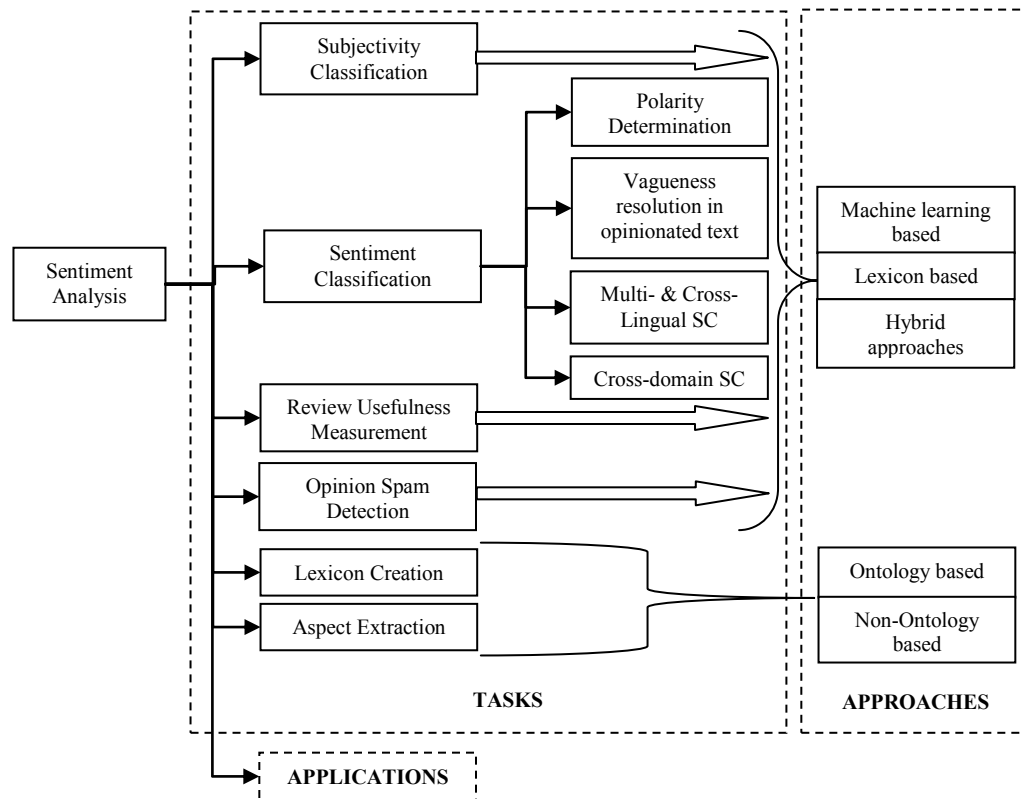 Sentiment
Analysis
Subjectivity
Classification
Sentiment
Classification
Polarity
Determination
Vagueness
resolution in
opinionated text
Multi- & Cross-
Lingual SC
Cross-domain SC
Review Usefulness
Measurement
Opinion Spam
Detection
Lexicon Creation
Aspect Extraction
TASKS
Machine learning
based
Lexicon based
Hybrid
approaches
Ontology based
Non-Ontology
based
APPROACHES
APPLICATIONS